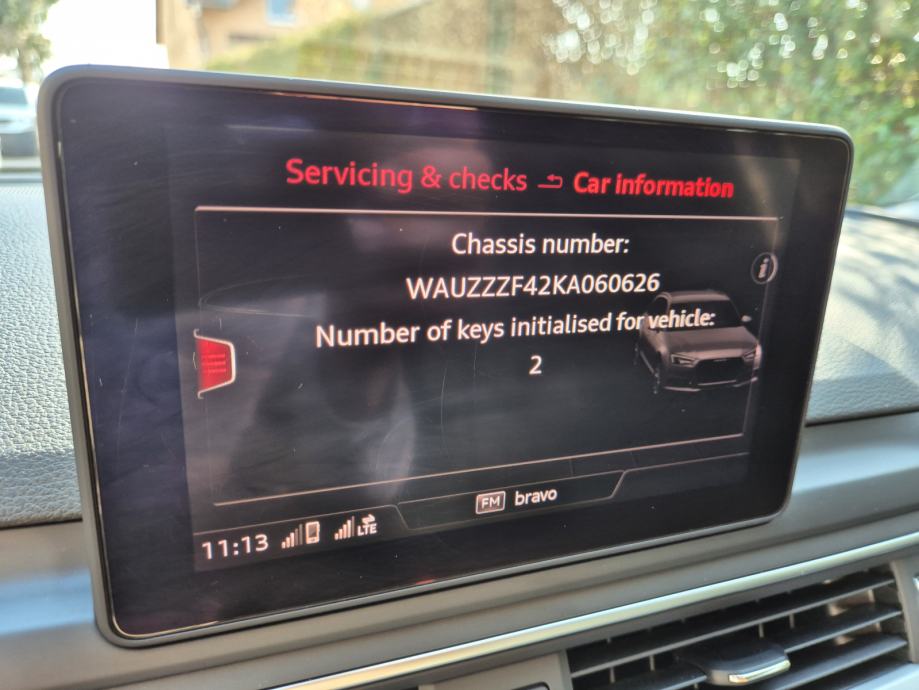 Servicing & checks Car information
Chassis number:
WAUZZZF42KA060626
Number of keys initialised for vehicle:
2
FM bravo
11:13 LTE